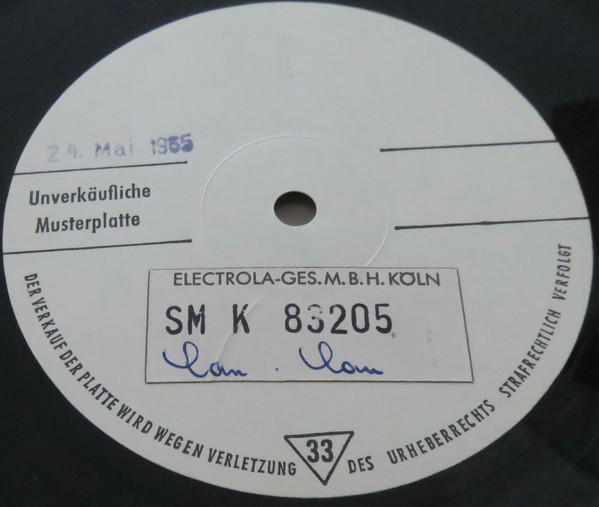 24. Mai 1965
Unverkäufliche
Musterplatte
ELECTROLA-GES.M.B.H.KÖLN
SM K 83205
DER VERKAUF DER PLATTE WIRD WEGEN VERLETZUNG DES URHEBERRECHTS STRAFRECHTLICH VERFOLGT
33